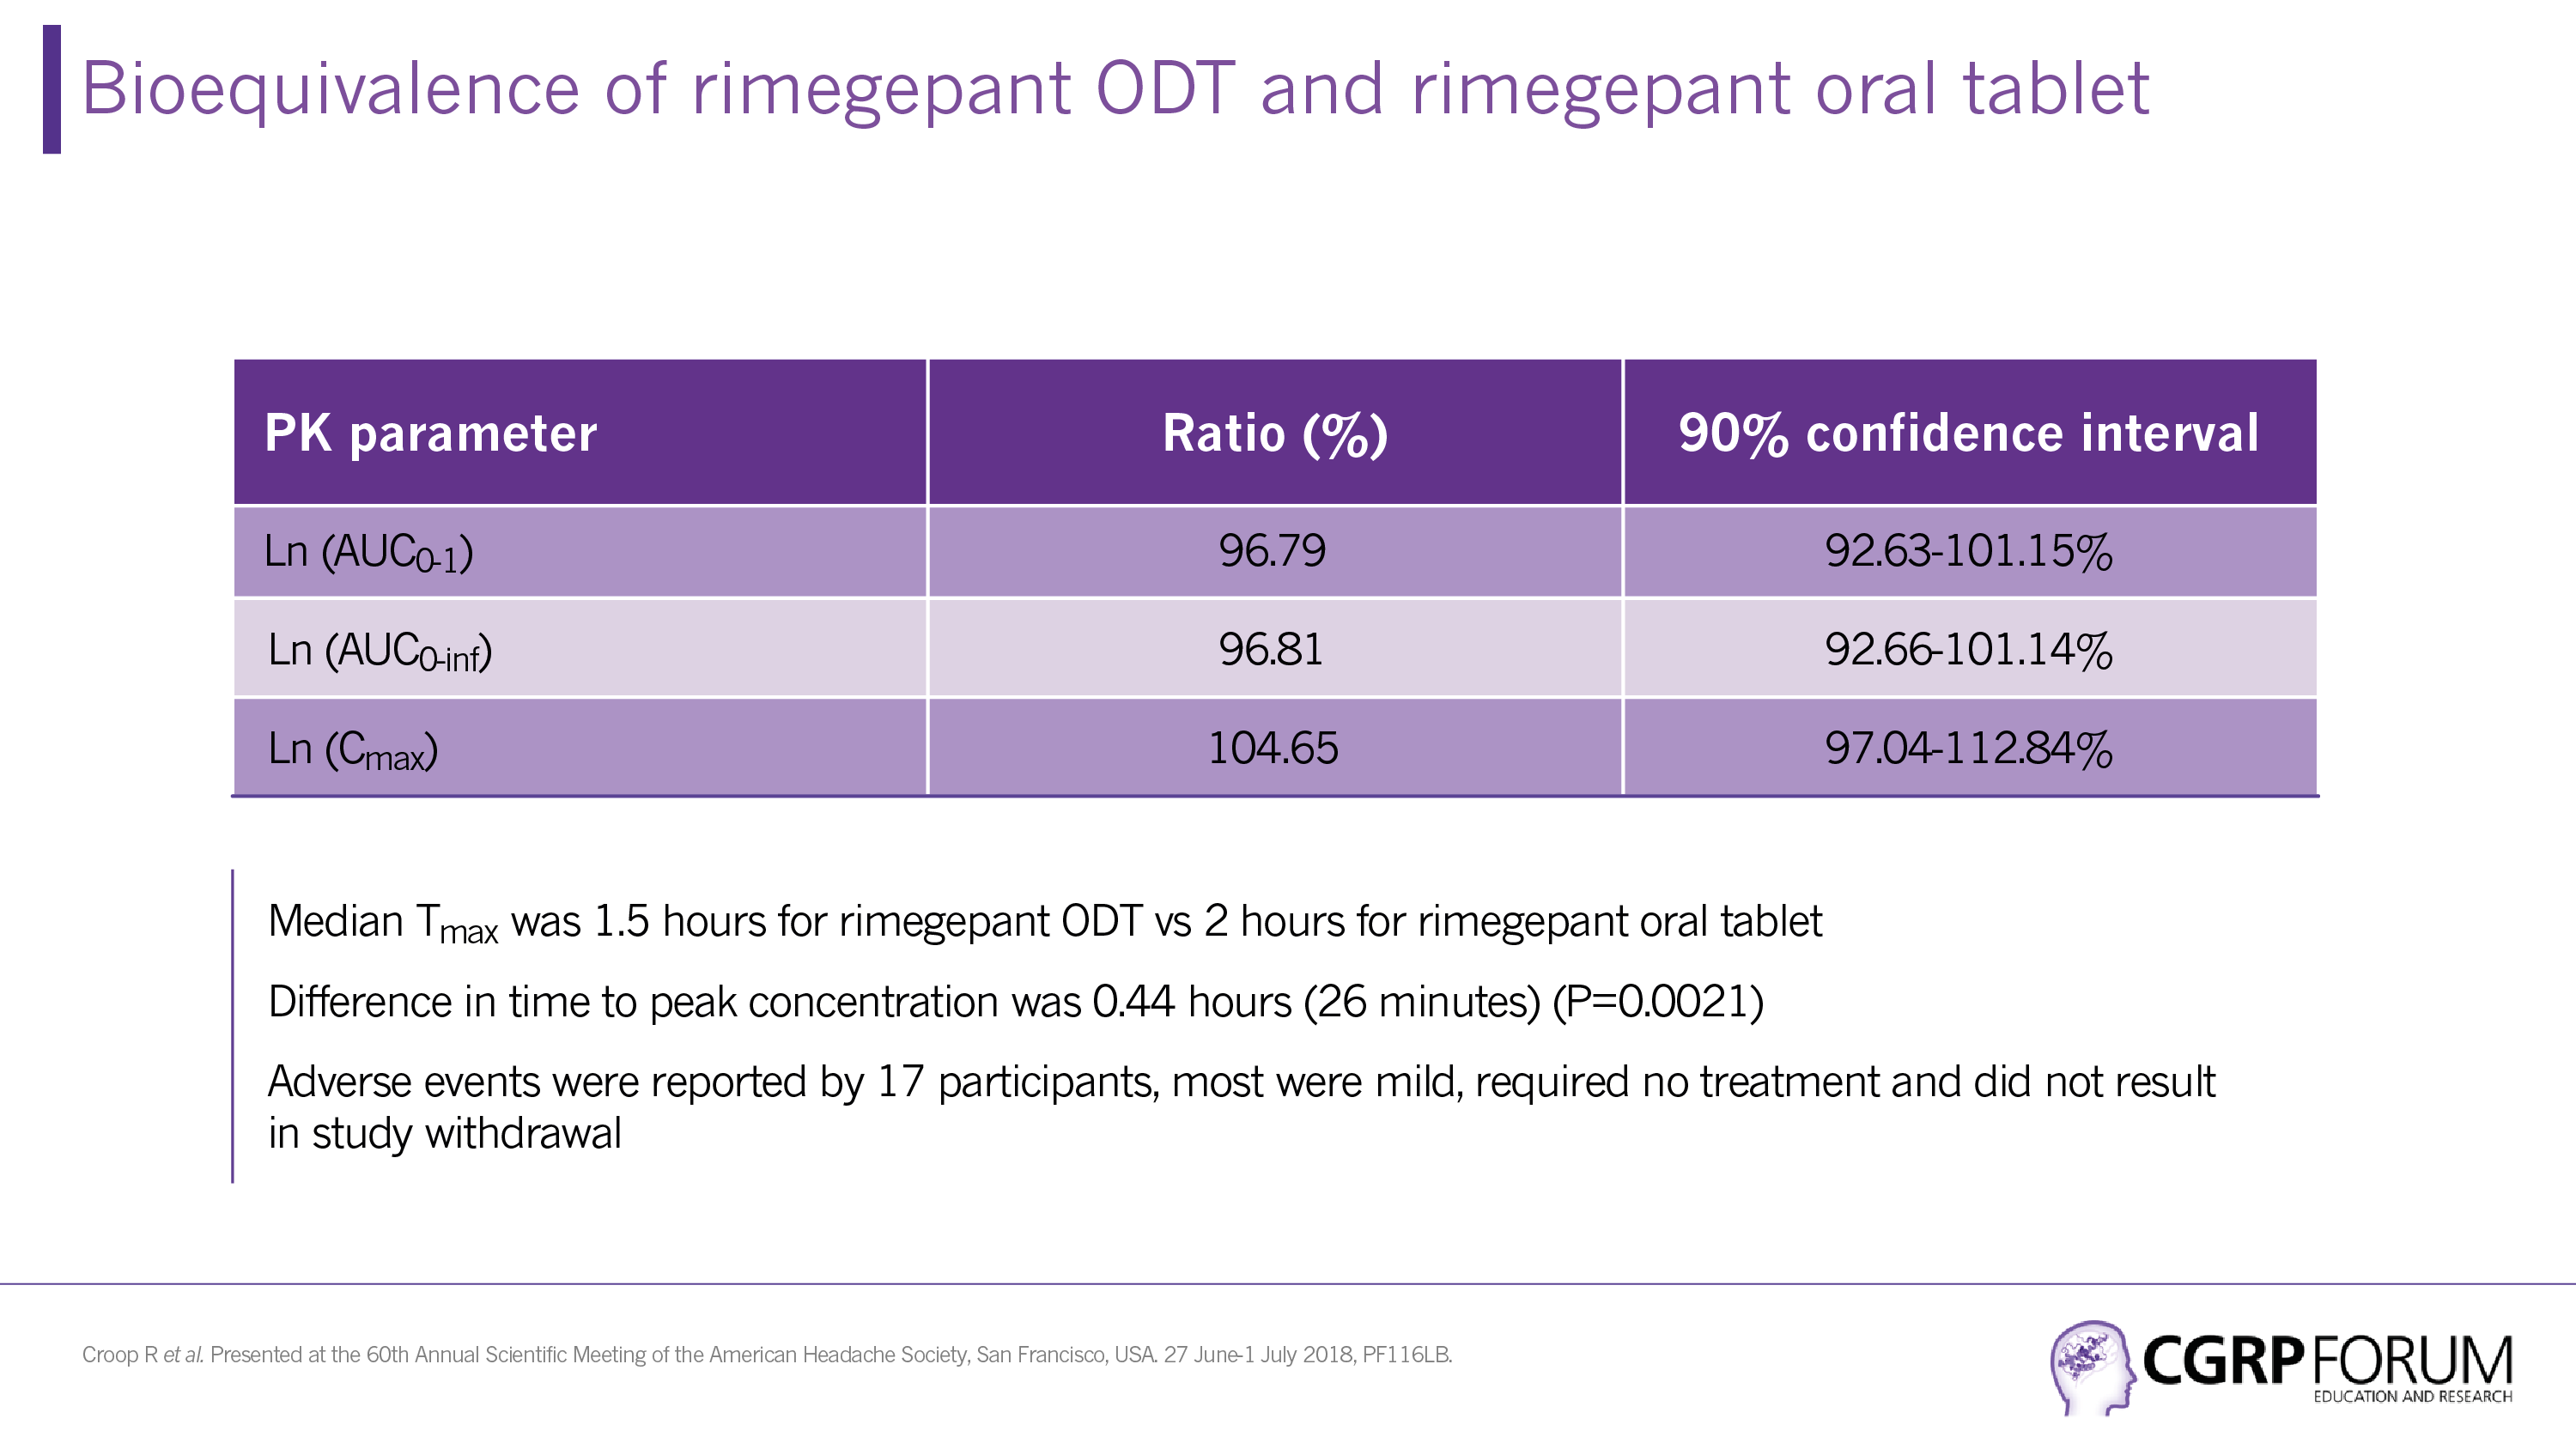 Bioequivalence of rimegepant ODT and rimegepant oral tablet
PK parameter Ratio (%) 90% confidence interval
Ln (AUC0-1) 96.79 92.63-101.15%
Ln (AUC0-inf) 96.81 92.66-101.14%
Ln (Cmax) 104.65 97.04-112.84%
Median Tmax was 1.5 hours for rimegepant ODT vs 2 hours for rimegepant oral tablet
Difference in time to peak concentration was 0.44 hours (26 minutes) (P=0.0021)
Adverse events were reported by 17 participants, most were mild, required no treatment and did not result
in study withdrawal
Croop R et al. Presented at the 60th Annual Scientific Meeting of the American Headache Society, San Francisco, USA. 27 June-1 July 2018, PF116LB.
CGRP FORUM
EDUCATION AND RESEARCH